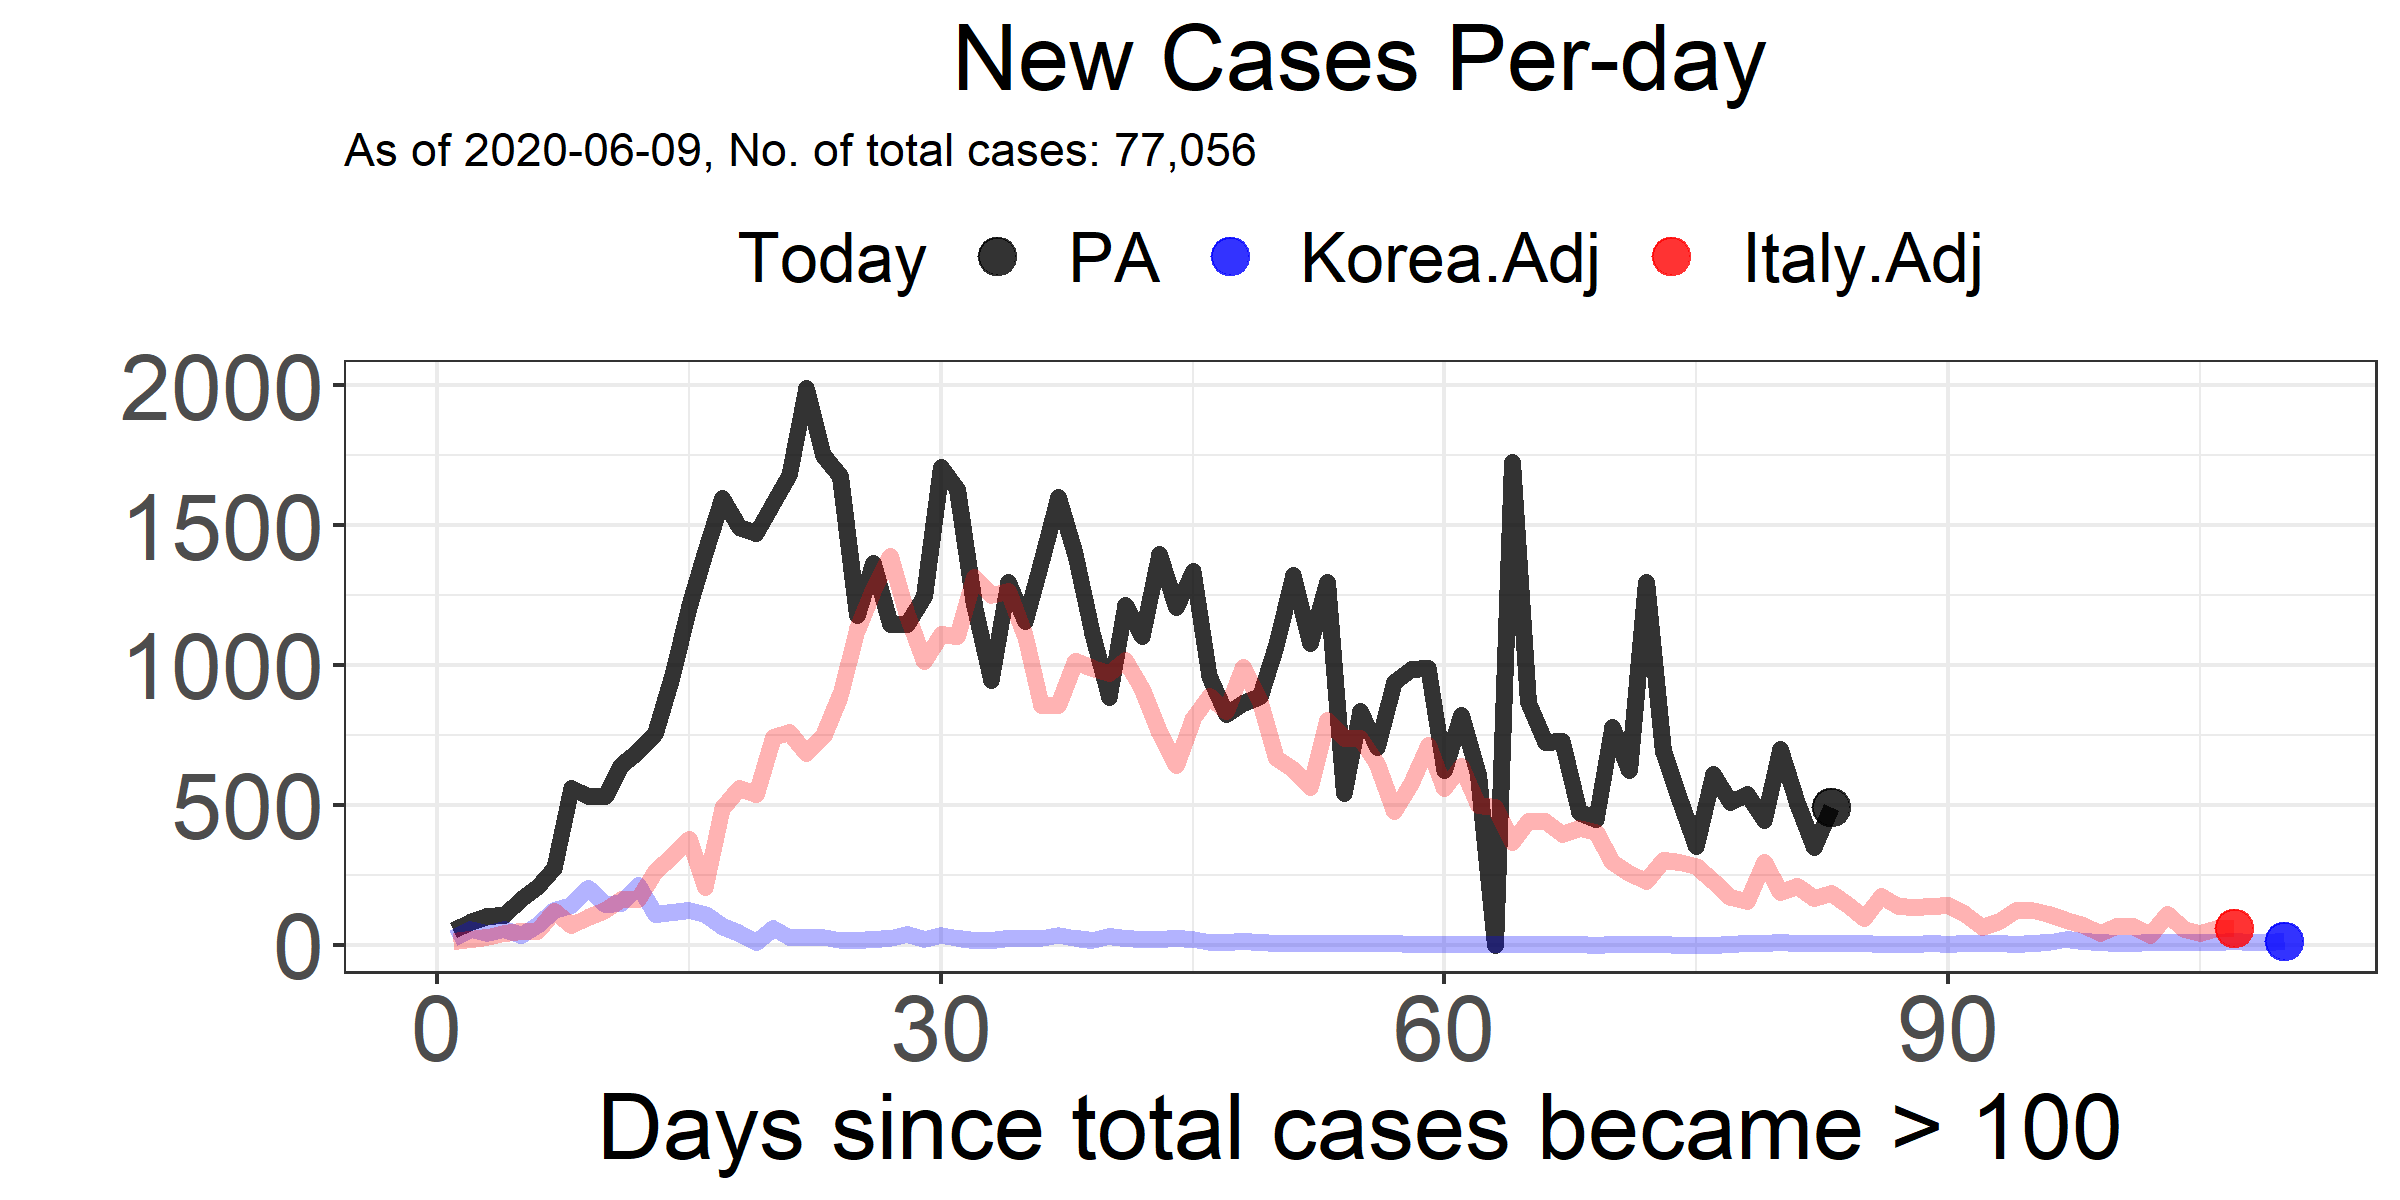 New Cases Per-day
As of 2020-06-09, No. of total cases: 77,056
Today PA Korea.Adj Italy.Adj
2000
1500
1000
500
0
0 30 60 90
Days since total cases became > 100